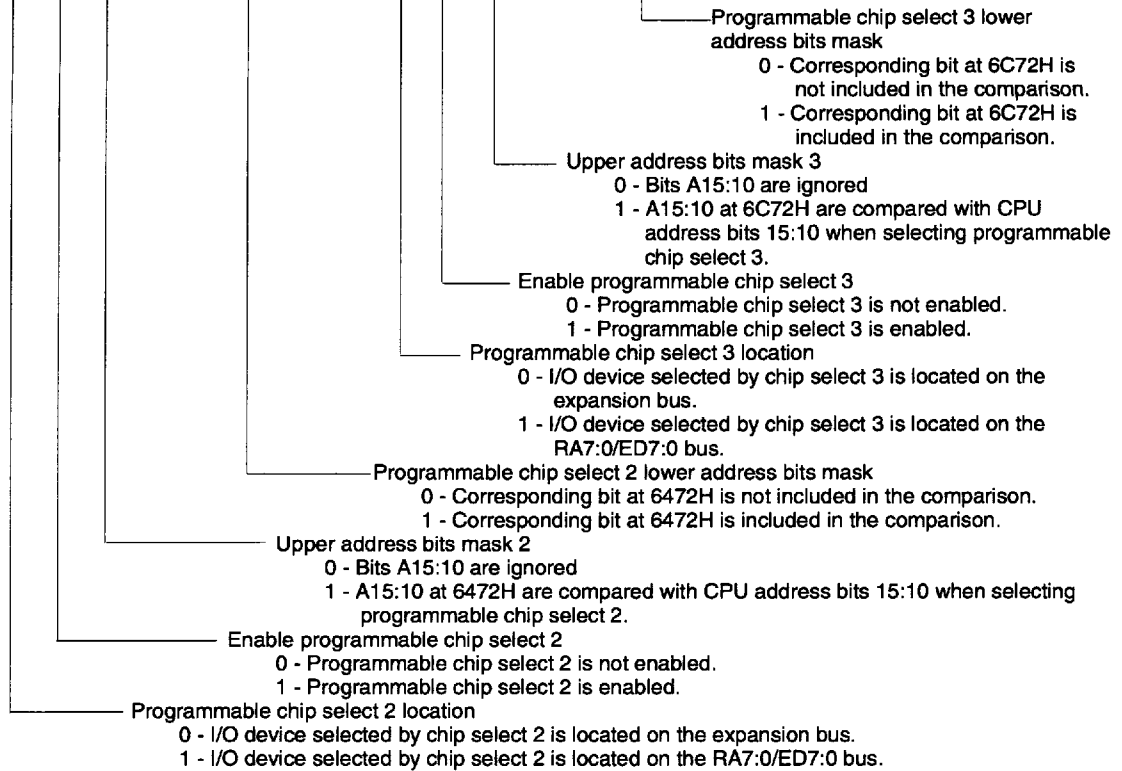 Programmable chip select 3 lower
address bits mask
0 - Corresponding bit at 6C72H is
not included in the comparison.
1 - Corresponding bit at 6C72H is
included in the comparison.
Upper address bits mask 3
0 - Bits A15:10 are ignored
1 - A15:10 at 6C72H are compared with CPU
address bits 15:10 when selecting programmable
chip select 3.
Enable programmable chip select 3
0 - Programmable chip select 3 is not enabled.
1 - Programmable chip select 3 is enabled.
Programmable chip select 3 location
0 - I/O device selected by chip select 3 is located on the
expansion bus.
1 - I/O device selected by chip select 3 is located on the
RA7:0/ED7:0 bus.
Programmable chip select 2 lower address bits mask
0 - Corresponding bit at 6472H is not included in the comparison.
1 - Corresponding bit at 6472H is included in the comparison.
Upper address bits mask 2
0 - Bits A15:10 are ignored
1 - A15:10 at 6472H are compared with CPU address bits 15:10 when selecting
programmable chip select 2.
Enable programmable chip select 2
0 - Programmable chip select 2 is not enabled.
1 - Programmable chip select 2 is enabled.
Programmable chip select 2 location
0 - I/O device selected by chip select 2 is located on the expansion bus.
1 - I/O device selected by chip select 2 is located on the RA7:0/ED7:0 bus.